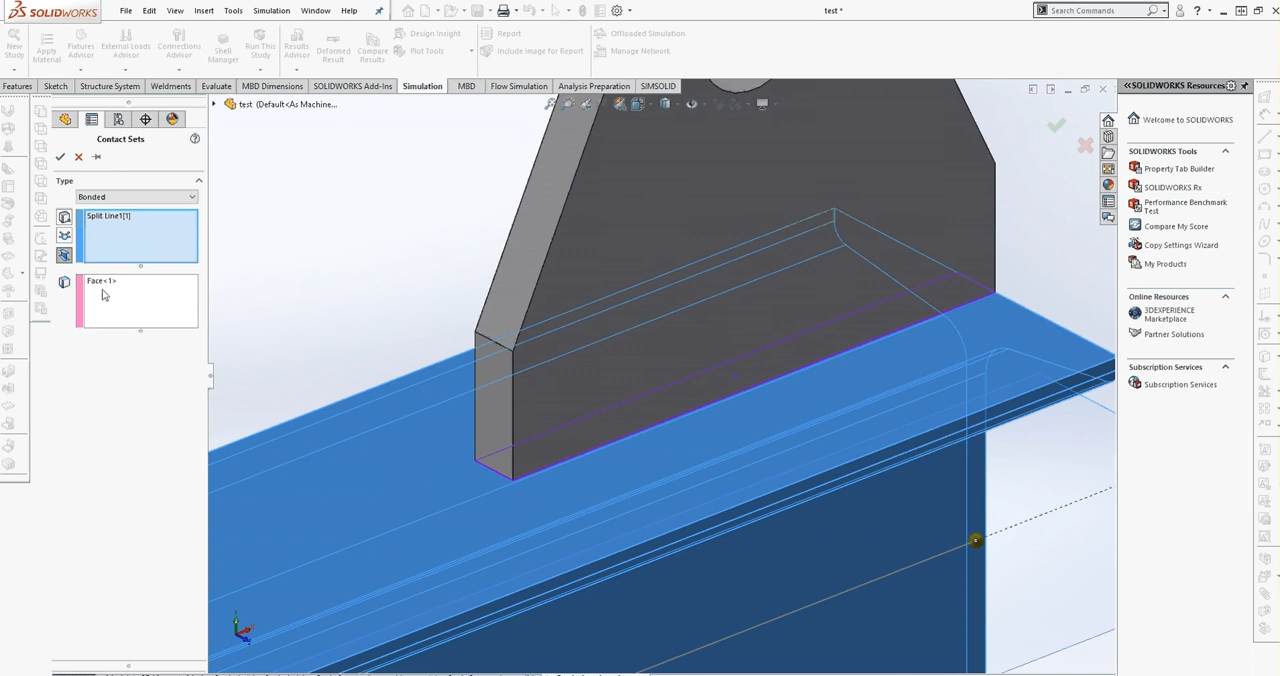 SOLIDWORKS
File Edit View Insert Tools Simulation Window Help
test *
Search Commands
New Study
Apply Material
Fixtures Advisor
External Loads Advisor
Connections Advisor
Shell Manager
Run This Study
Results Advisor
Deformed Result
Compare Results
Design Insight
Plot Tools
Report
Include Image for Report
Offloaded Simulation
Manage Network
Features Sketch Structure System Weldments Evaluate MBD Dimensions SOLIDWORKS Add-Ins Simulation MBD Flow Simulation Analysis Preparation SIMSOLID
test (Default<As Machine...
Contact Sets
Type
Bonded
Split Line1[1]
Face<1>
SOLIDWORKS Resources
Welcome to SOLIDWORKS
SOLIDWORKS Tools
Property Tab Builder
SOLIDWORKS Rx
Performance Benchmark
Test
Compare My Score
Copy Settings Wizard
My Products
Online Resources
3DEXPERIENCE
Marketplace
Partner Solutions
Subscription Services
Subscription Services